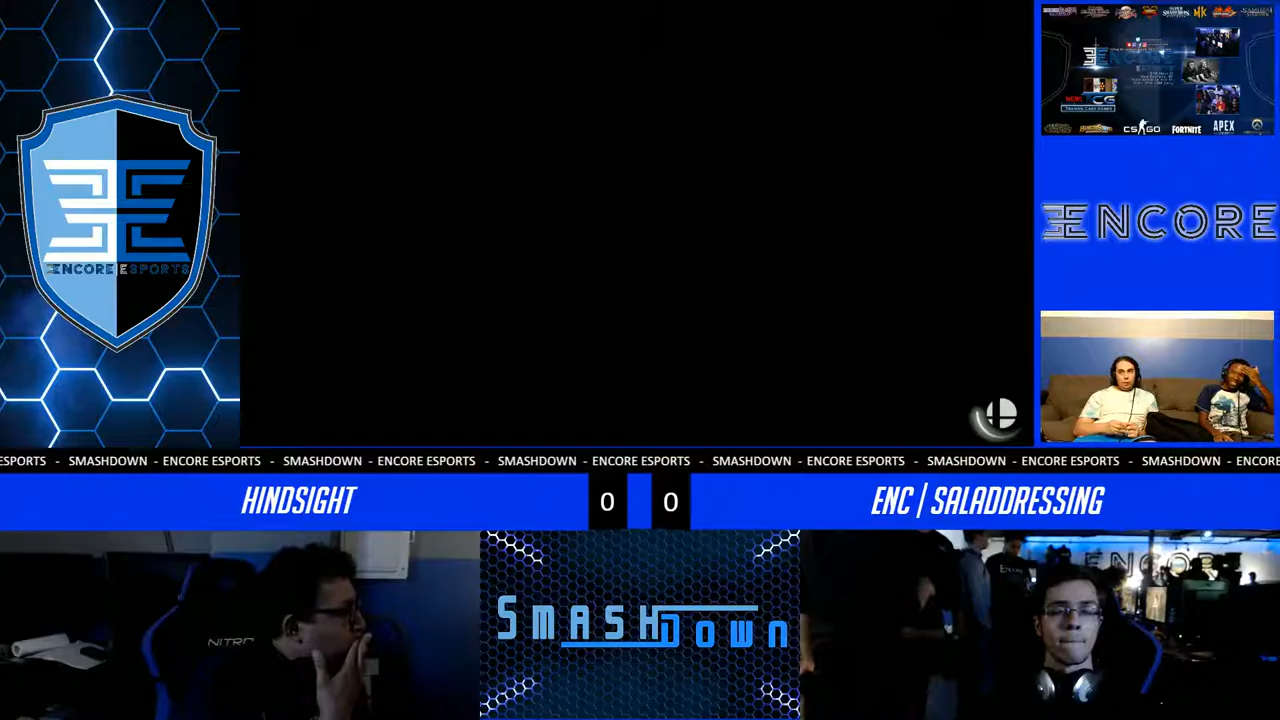 ENCORE ESPORTS
CS GO
FORTNITE
APEX
ENCORE
ESPORTS - SMASHDOWN - ENCORE ESPORTS - SMASHDOWN - ENCORE ESPORTS - SMASHDOWN - ENCORE ESPORTS - SMASHDOWN - ENCORE ESPORTS - SMASHDOWN - ENCORE ESPORTS - SMASHDOWN - ENCORE
HINDSIGHT
0
0
ENC | SALADDRESSING
NITRO
ENCORE
SMASHDOWN